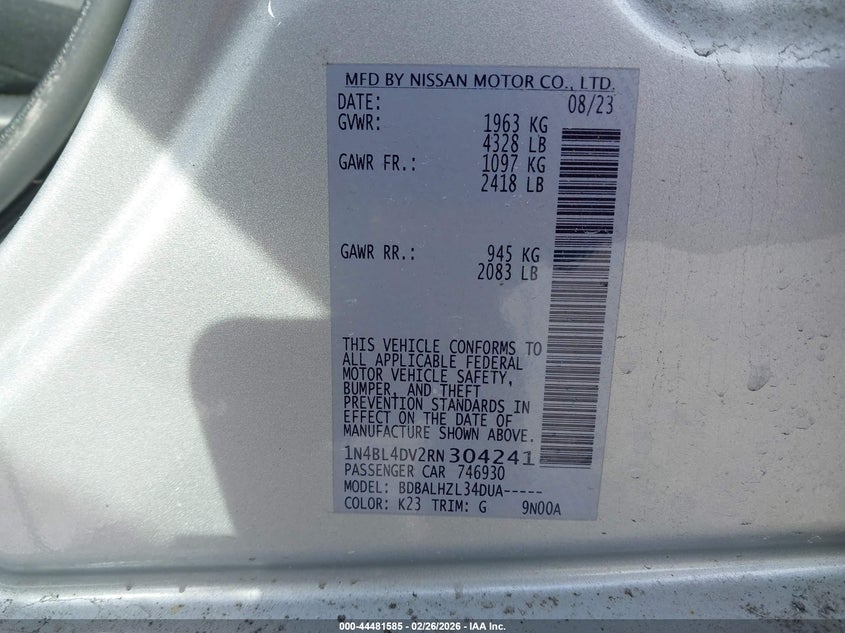 MFD BY NISSAN MOTOR CO., LTD.
DATE: 08/23
GVWR: 1963 KG
4328 LB
GAWR FR.: 1097 KG
2418 LB
GAWR RR.: 945 KG
2083 LB
THIS VEHICLE CONFORMS TO
ALL APPLICABLE FEDERAL
MOTOR VEHICLE SAFETY,
BUMPER, AND THEFT
PREVENTION STANDARDS IN
EFFECT ON THE DATE OF
MANUFACTURE SHOWN ABOVE.
1N4BL4DV2RN304241
PASSENGER CAR 746930
MODEL: BDBALHZL34DUA-----
COLOR: K23 TRIM: G 9N00A
000-44481585 - 02/26/2026 - IAA Inc.